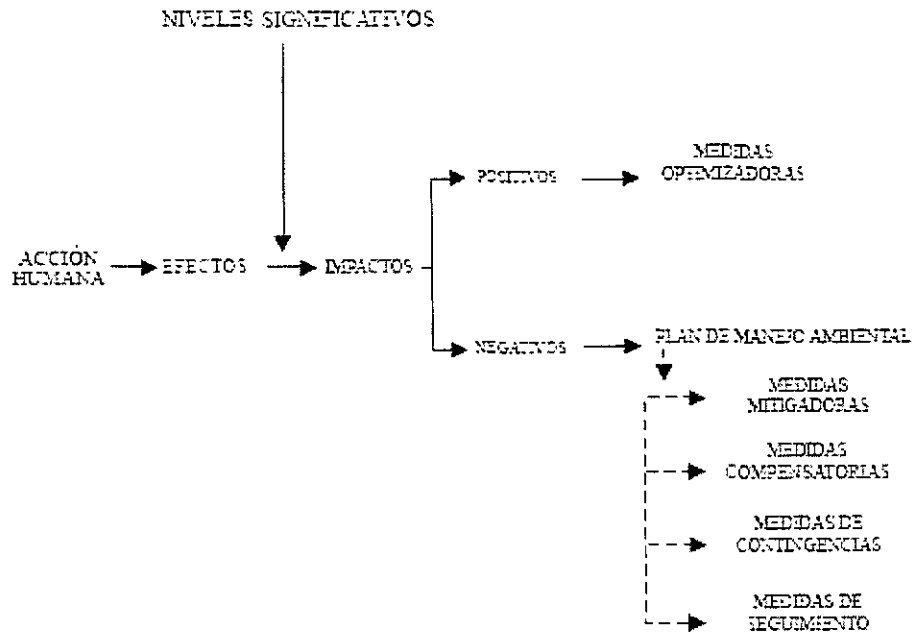 NIVELES SIGNIFICATIVOS
MEDIDAS
OPTIMIZADORAS
POSITIVOS
ACCIÓN
HUMANA
EFECTOS
IMPACTOS
NEGATIVOS
PLAN DE MANEJO AMBIENTAL
MEDIDAS
MITIGADORAS
MEDIDAS
COMPENSATORIAS
MEDIDAS DE
CONTINGENCIAS
MEDIDAS DE
SEGUIMIENTO